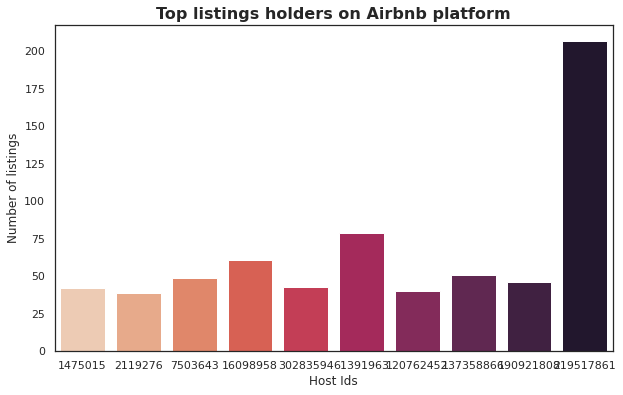 Top listings holders on Airbnb platform
Number of listings
200
175
150
125
100
75
50
25
0
1475015 2119276 7503643 16098958 30283594 61391963 120762452 137358866 190921808 219517861
Host Ids